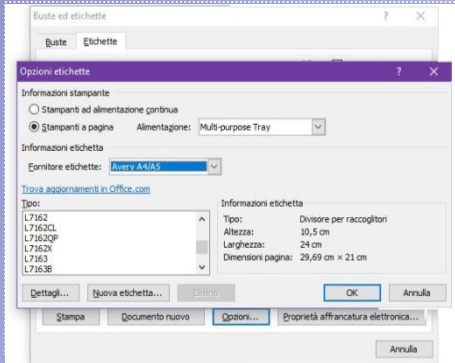 Buste ed etichette ? ×
Buste Etichette
Opzioni etichette ? ×
Informazioni stampante
Stampanti ad alimentazione continua
Stampanti a pagina Alimentazione: Multi-purpose Tray
Informazioni etichetta
Fornitore etichette: Avery A4/A5
Trova aggiornamenti in Office.com
Tipo: Informazioni etichetta
L7162 Tipo: Divisore per raccoglitori
L7162CL Altezza: 10,5 cm
L7162QP Larghezza: 24 cm
L7162X Dimensioni pagina: 29,69 cm × 21 cm
L7163
L7163B
Dettagli... Nuova etichetta... Elimina OK Annulla
Stampa Documento nuovo Opzioni... Proprietà affrancatura elettronica...
Annulla